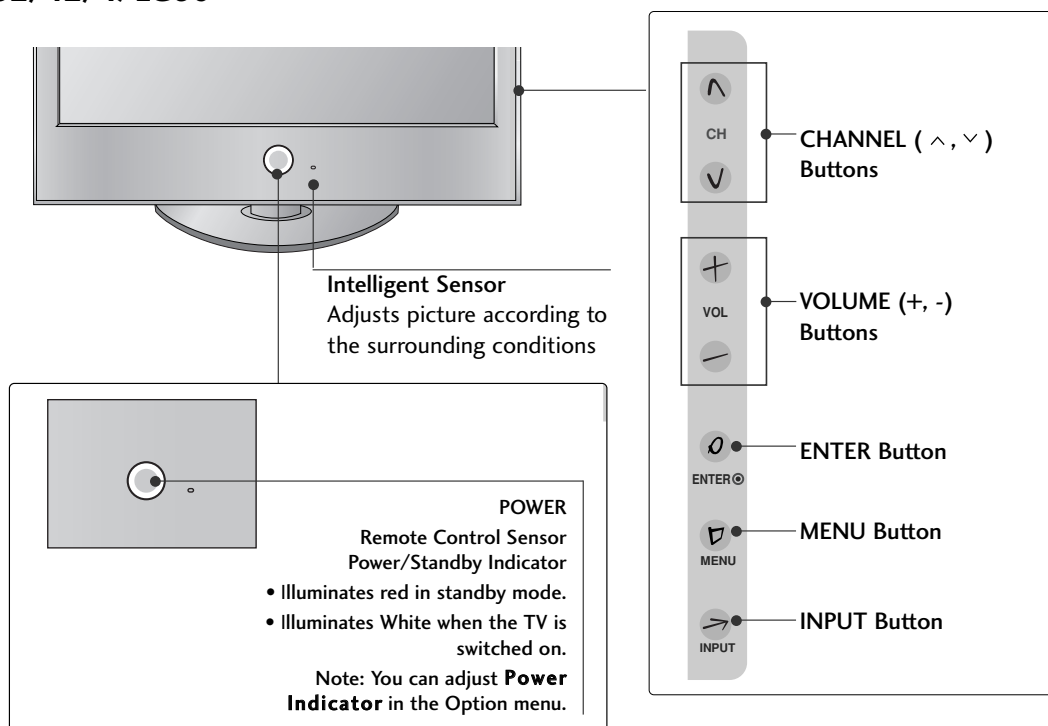 Intelligent Sensor
Adjusts picture according to
the surrounding conditions
POWER
Remote Control Sensor
Power/Standby Indicator
• Illuminates red in standby mode.
• Illuminates White when the TV is
switched on.
Note: You can adjust Power
Indicator in the Option menu.
CH
CHANNEL ( ∧, ∨ )
Buttons
+
VOL
-
VOLUME (+, -)
Buttons
ENTER
ENTER Button
MENU
MENU Button
INPUT
INPUT Button